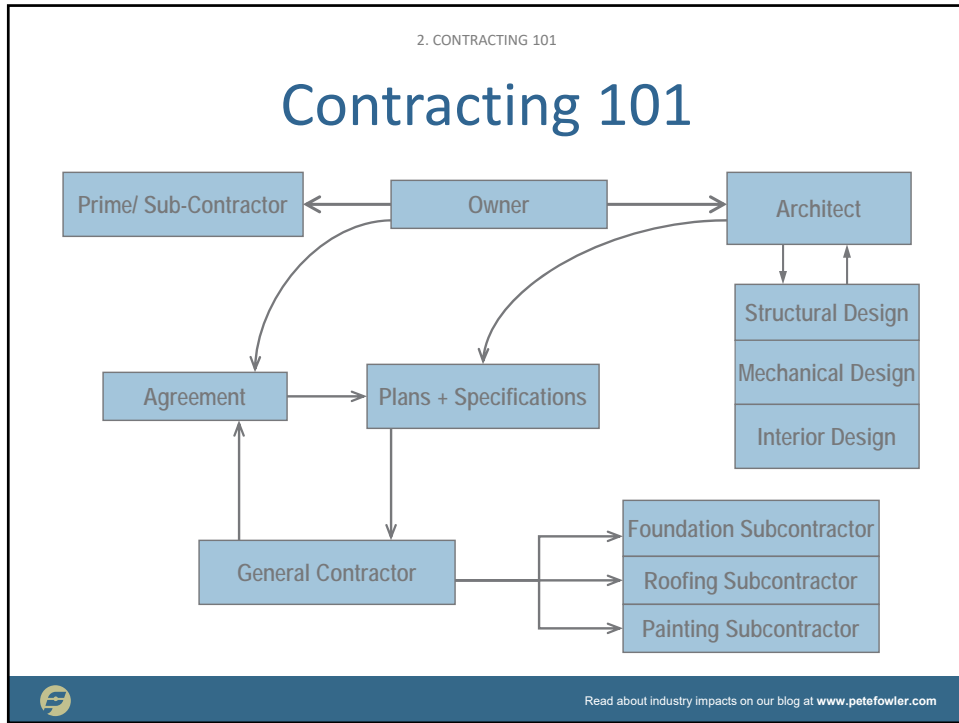 2. CONTRACTING 101
Contracting 101
Prime/ Sub-Contractor
Owner
Architect
Structural Design
Mechanical Design
Interior Design
Agreement
Plans + Specifications
General Contractor
Foundation Subcontractor
Roofing Subcontractor
Painting Subcontractor
Read about industry impacts on our blog at www.petefowler.com